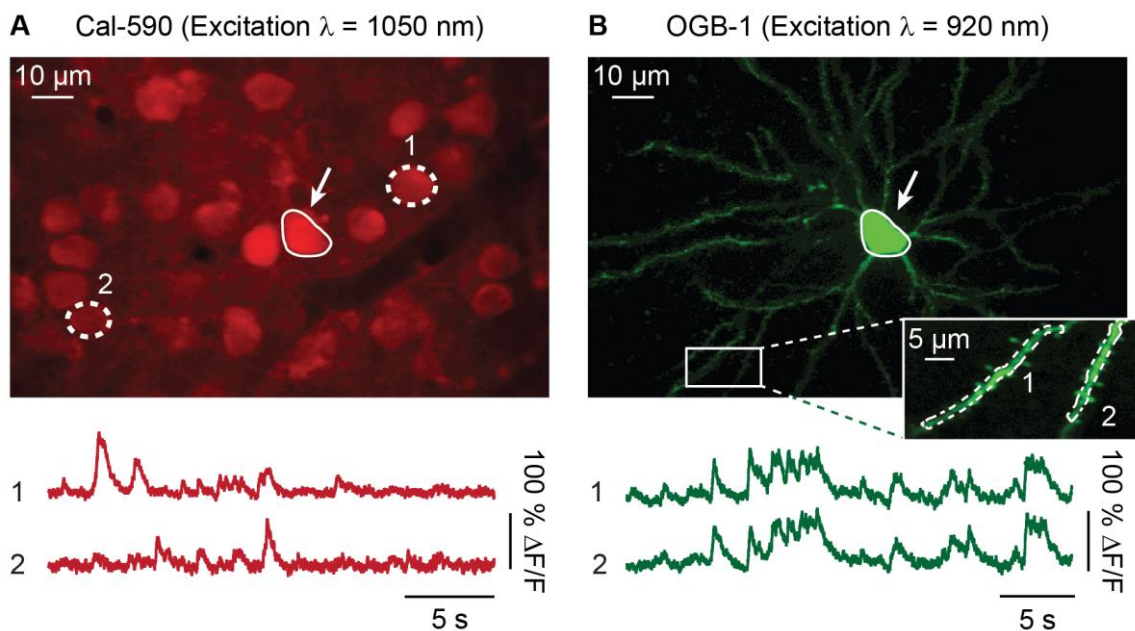 A Cal-590 (Excitation λ = 1050 nm)
10 μm
1
2
1
2
100 % ΔF/F
5 s
B OGB-1 (Excitation λ = 920 nm)
10 μm
5 μm
1
2
1
2
100 % ΔF/F
5 s